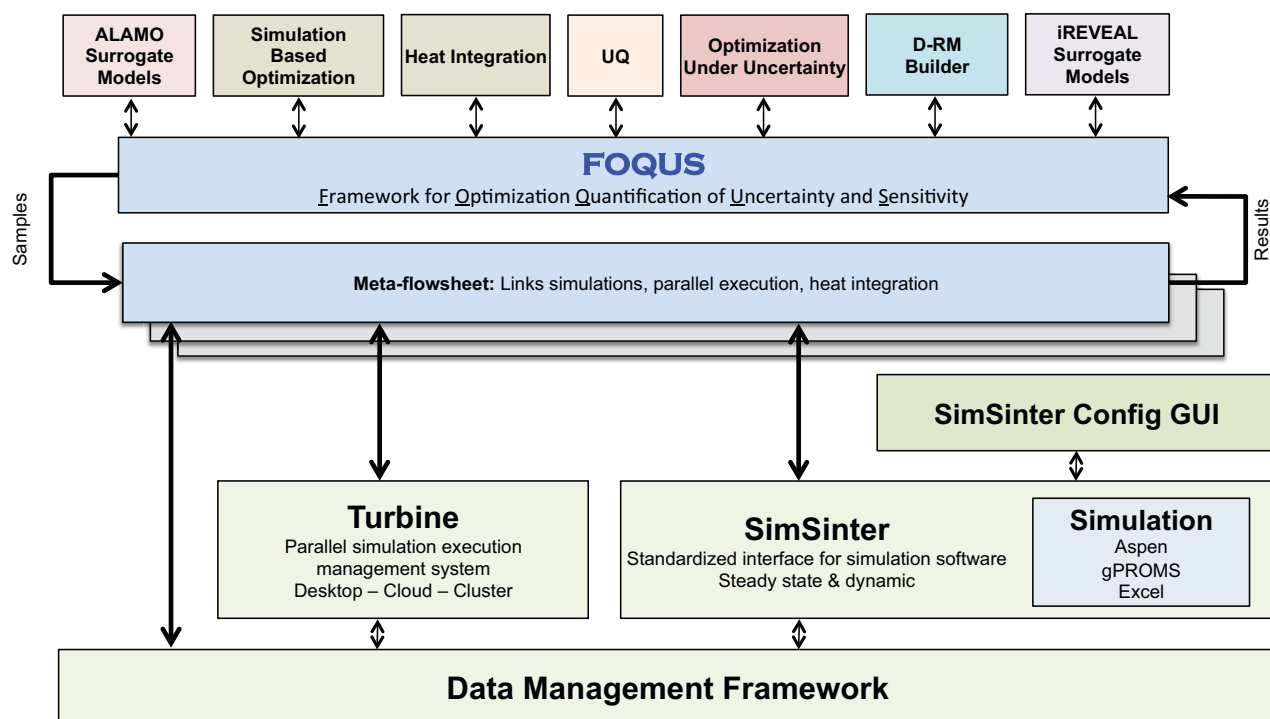 ALAMO
Surrogate
Models
Simulation
Based
Optimization
Heat Integration
UQ
Optimization
Under Uncertainty
D-RM
Builder
iREVEAL
Surrogate
Models
FOQUS
Framework for Optimization Quantification of Uncertainty and Sensitivity
Samples
Results
Meta-flowsheet: Links simulations, parallel execution, heat integration
SimSinter Config GUI
Turbine
Parallel simulation execution
management system
Desktop – Cloud – Cluster
SimSinter
Standardized interface for simulation software
Steady state & dynamic
Simulation
Aspen
gPROMS
Excel
Data Management Framework